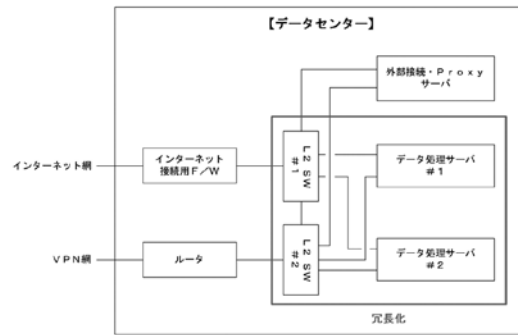 【データセンター】
外部接続・Ｐｒｏｘｙ
サーバ
インターネット網
インターネット
接続用Ｆ／Ｗ
Ｌ２ ＳＷ
＃１
データ処理サーバ
＃１
ＶＰＮ網
ルータ
Ｌ２ ＳＷ
＃２
データ処理サーバ
＃２
冗長化